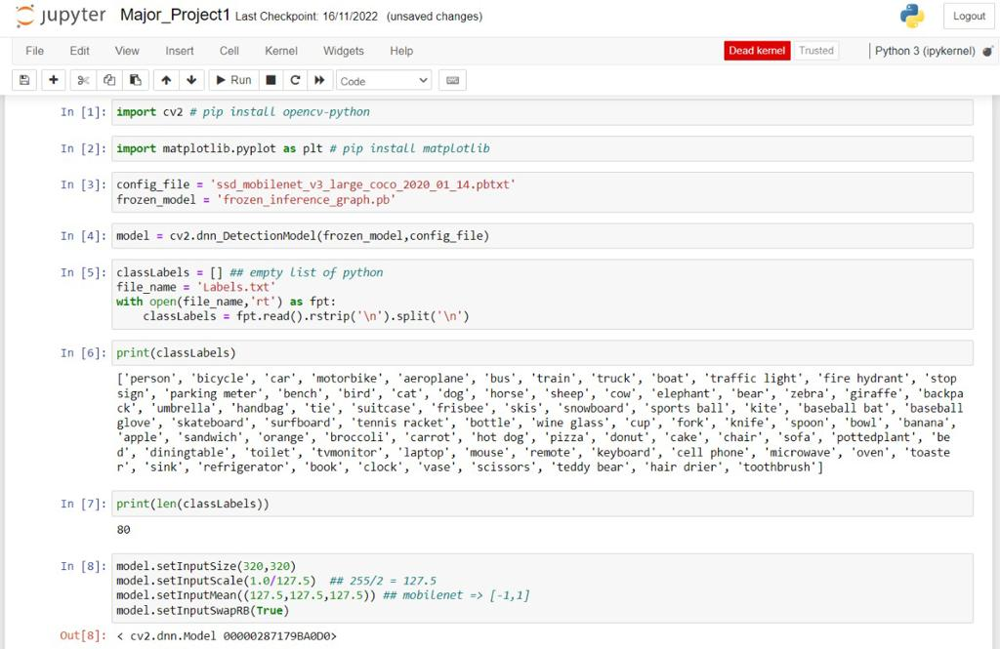 jupyter Major_Project1 Last Checkpoint: 16/11/2022 (unsaved changes) Logout
File Edit View Insert Cell Kernel Widgets Help Dead kernel Trusted Python 3 (ipykernel)
Run Code
In [1]: import cv2 # pip install opencv-python
In [2]: import matplotlib.pyplot as plt # pip install matplotlib
In [3]: config_file = 'ssd_mobilenet_v3_large_coco_2020_01_14.pbtxt'
frozen_model = 'frozen_inference_graph.pb'
In [4]: model = cv2.dnn_DetectionModel(frozen_model,config_file)
In [5]: classLabels = [] ## empty list of python
file_name = 'Labels.txt'
with open(file_name,'rt') as fpt:
    classLabels = fpt.read().rstrip('\n').split('\n')
In [6]: print(classLabels)
['person', 'bicycle', 'car', 'motorbike', 'aeroplane', 'bus', 'train', 'truck', 'boat', 'traffic light', 'fire hydrant', 'stop
sign', 'parking meter', 'bench', 'bird', 'cat', 'dog', 'horse', 'sheep', 'cow', 'elephant', 'bear', 'zebra', 'giraffe', 'backpa
ck', 'umbrella', 'handbag', 'tie', 'suitcase', 'frisbee', 'skis', 'snowboard', 'sports ball', 'kite', 'baseball bat', 'baseball
glove', 'skateboard', 'surfboard', 'tennis racket', 'bottle', 'wine glass', 'cup', 'fork', 'knife', 'spoon', 'bowl', 'banana',
'apple', 'sandwich', 'orange', 'broccoli', 'carrot', 'hot dog', 'pizza', 'donut', 'cake', 'chair', 'sofa', 'pottedplant', 'be
d', 'diningtable', 'toilet', 'tvmonitor', 'laptop', 'mouse', 'remote', 'keyboard', 'cell phone', 'microwave', 'oven', 'toaste
r', 'sink', 'refrigerator', 'book', 'clock', 'vase', 'scissors', 'teddy bear', 'hair drier', 'toothbrush']
In [7]: print(len(classLabels))
80
In [8]: model.setInputSize(320,320)
model.setInputScale(1.0/127.5) ## 255/2 = 127.5
model.setInputMean((127.5,127.5,127.5)) ## mobilenet => [-1,1]
model.setInputSwapRB(True)
Out[8]: < cv2.dnn.Model 00000287179BA0D0>